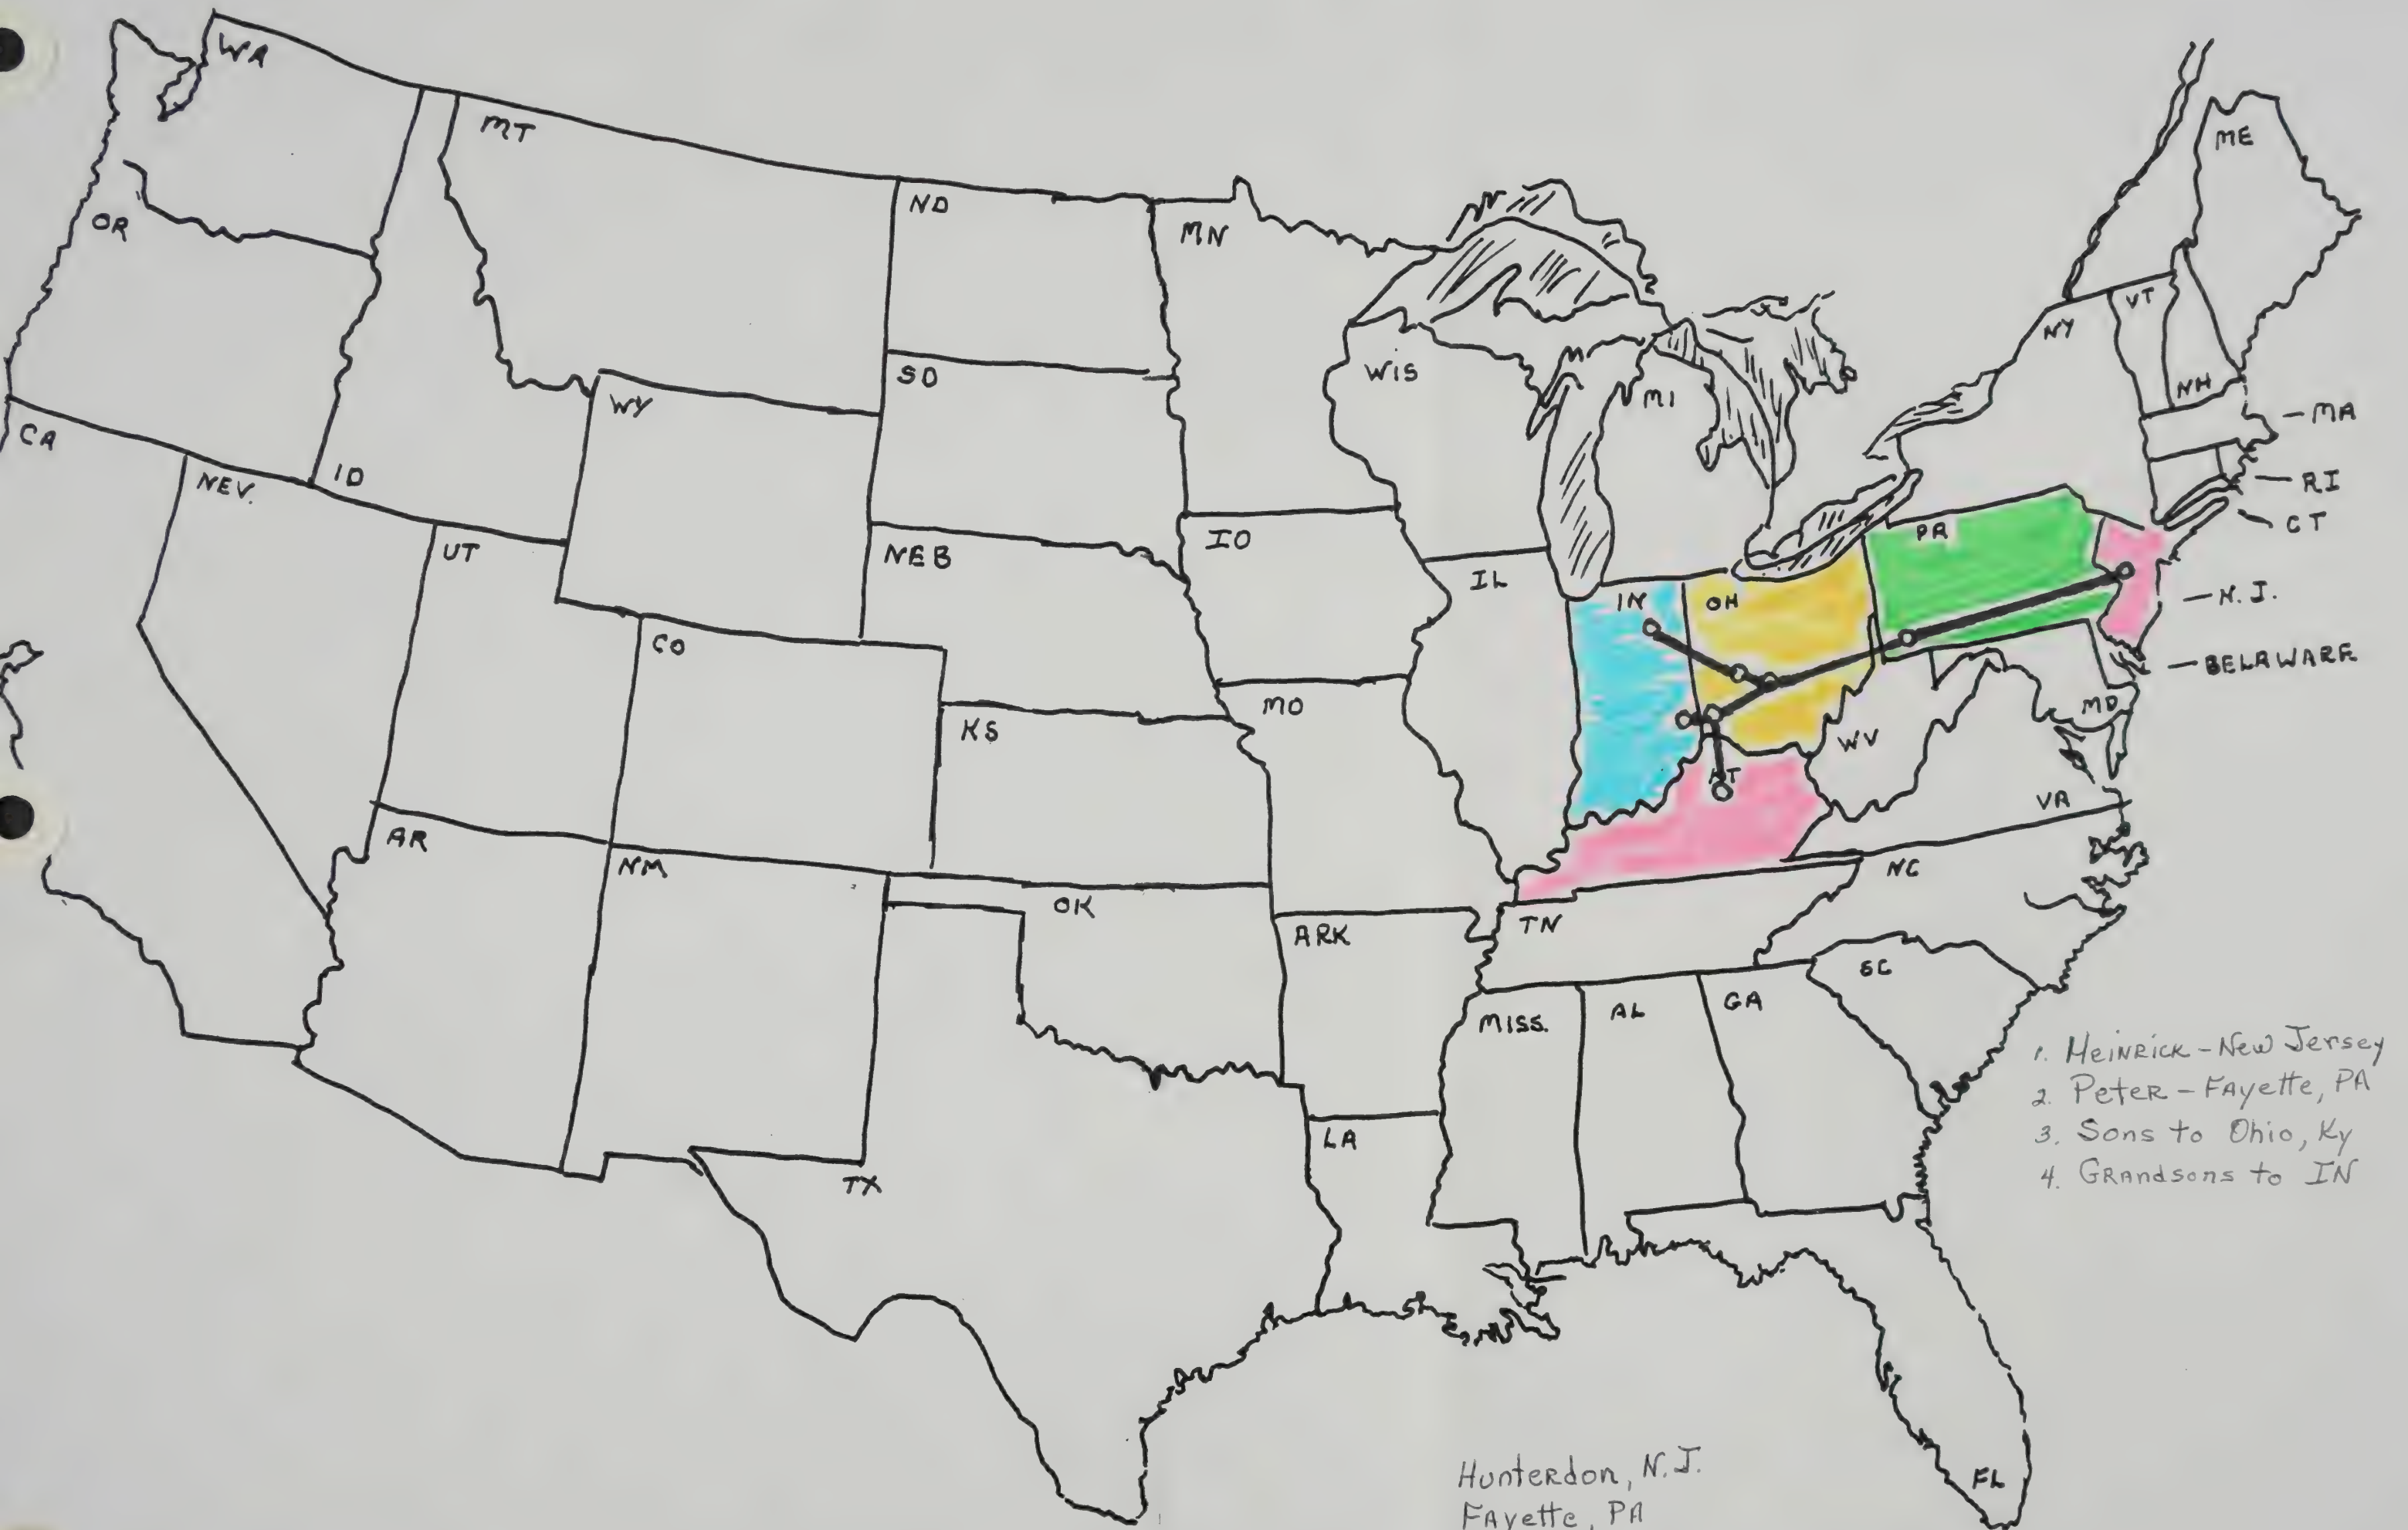 WA
MT
ME
ND
OR
MN
VT
NY
WIS
SD
NH
MI
WY
MA
CA
ID
NEV.
RI
CT
PA
IO
UT
NEB
IL
IN
OH
N.J.
CO
DELAWARE
MO
MD
KS
WV
KT
VA
AR
NM
NC
OK
TN
ARK
SC
GA
AL
MISS.
1. Heinrick - New Jersey
2. Peter - Fayette, PA
3. Sons to Ohio, Ky
LA
4. Grandsons to IN
TX
Hunterdon, N.J.
FL
Fayette, PA